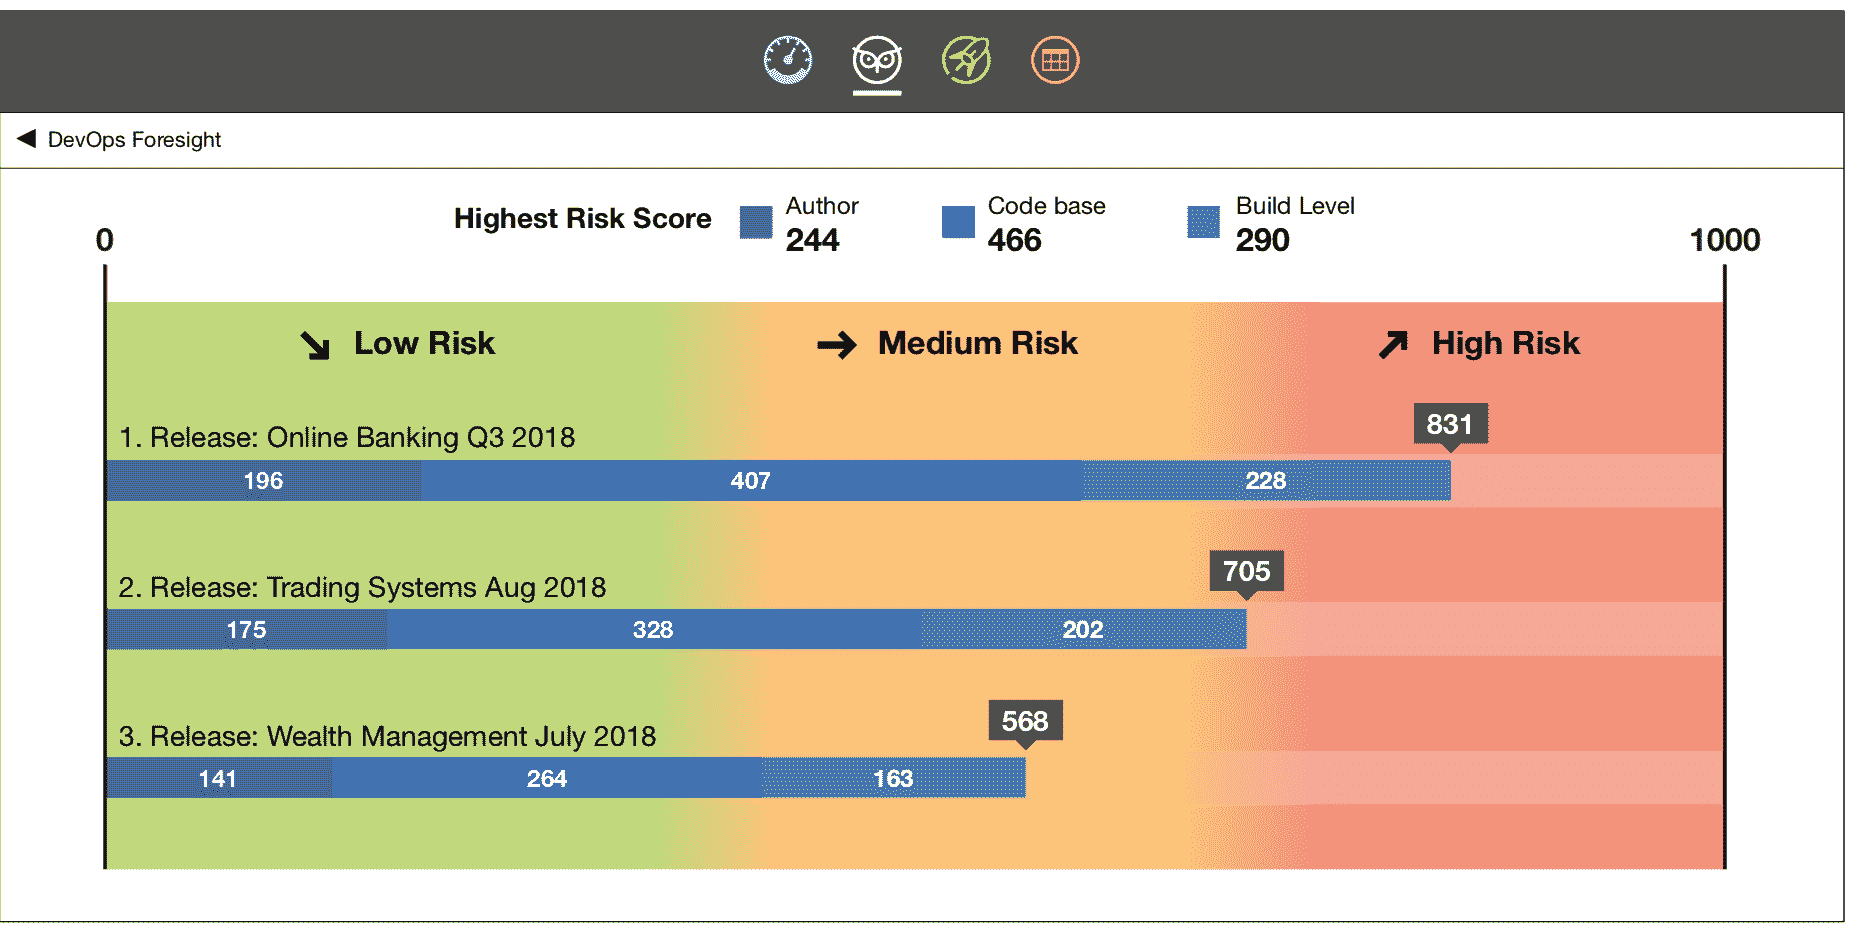 DevOps Foresight
Highest Risk Score
Author
244
Code base
466
Build Level
290
0
1000
Low Risk
Medium Risk
High Risk
1. Release: Online Banking Q3 2018
831
196
407
228
2. Release: Trading Systems Aug 2018
705
175
328
202
3. Release: Wealth Management July 2018
568
141
264
163